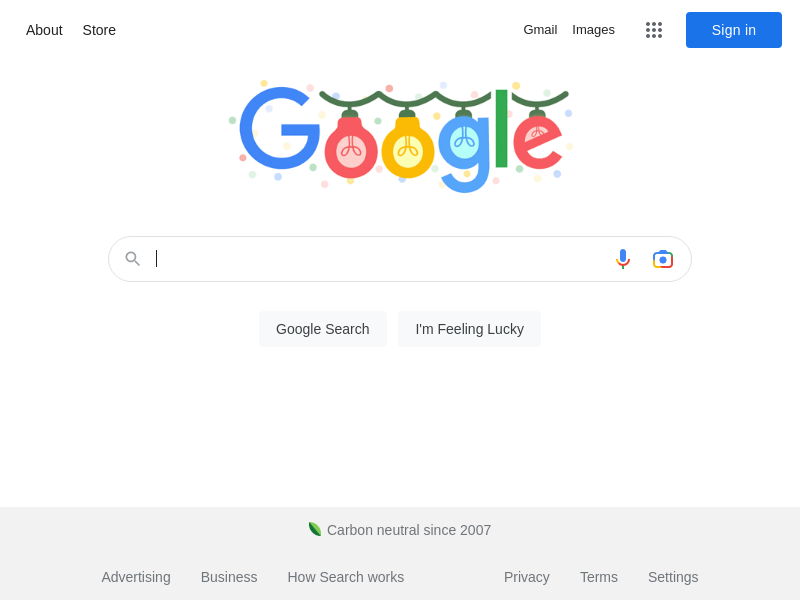 About Store Gmail Images Sign in
Google
Google Search I'm Feeling Lucky
Carbon neutral since 2007
Advertising Business How Search works Privacy Terms Settings